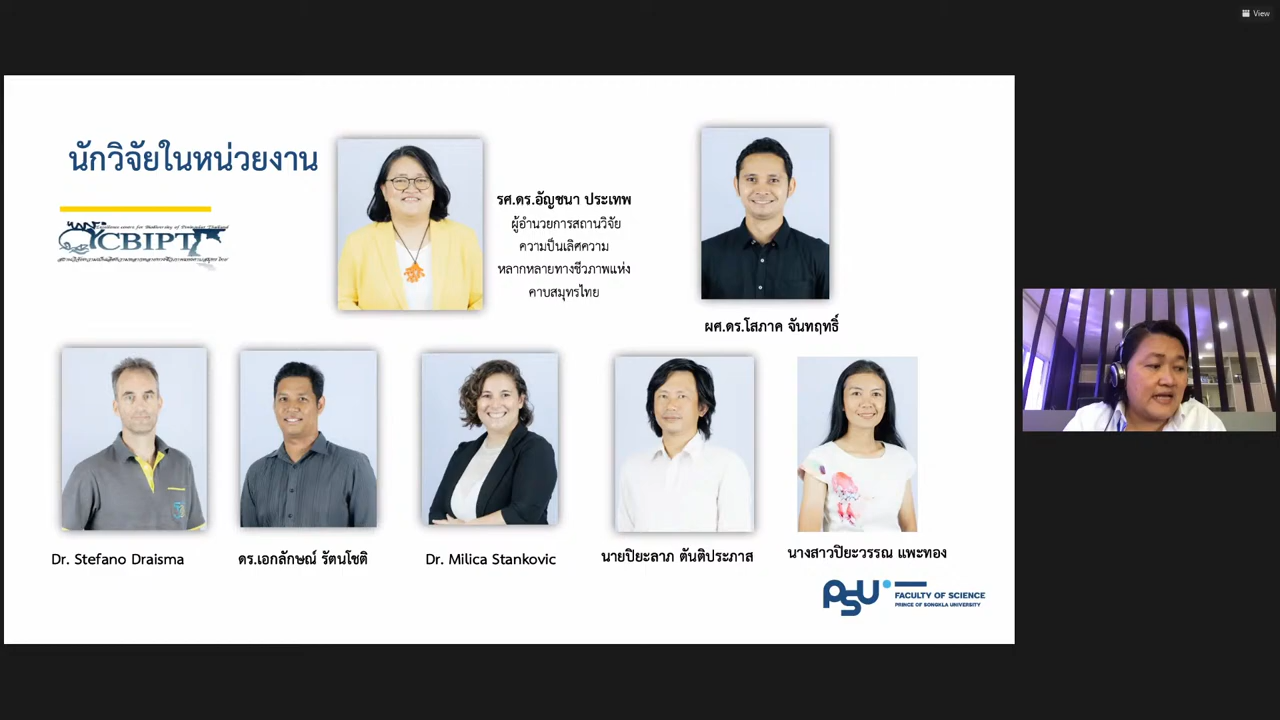 View
นักวิจัยในหน่วยงาน
CBIPT
รศ.ดร.อัญชนา ประเทพ
ผู้อำนวยการสถานวิจัย
ความเป็นเลิศความ
หลากหลายทางชีวภาพแห่ง
คาบสมุทรไทย
ผศ.ดร.โสภาค จันทฤทธิ์
Dr. Stefano Draisma
ดร.เอกลักษณ์ รัตนโชติ
Dr. Milica Stankovic
นายปิยะลาภ ตันติประภาส
นางสาวปิยะวรรณ แพะทอง
PSU
FACULTY OF SCIENCE
PRINCE OF SONGKLA UNIVERSITY